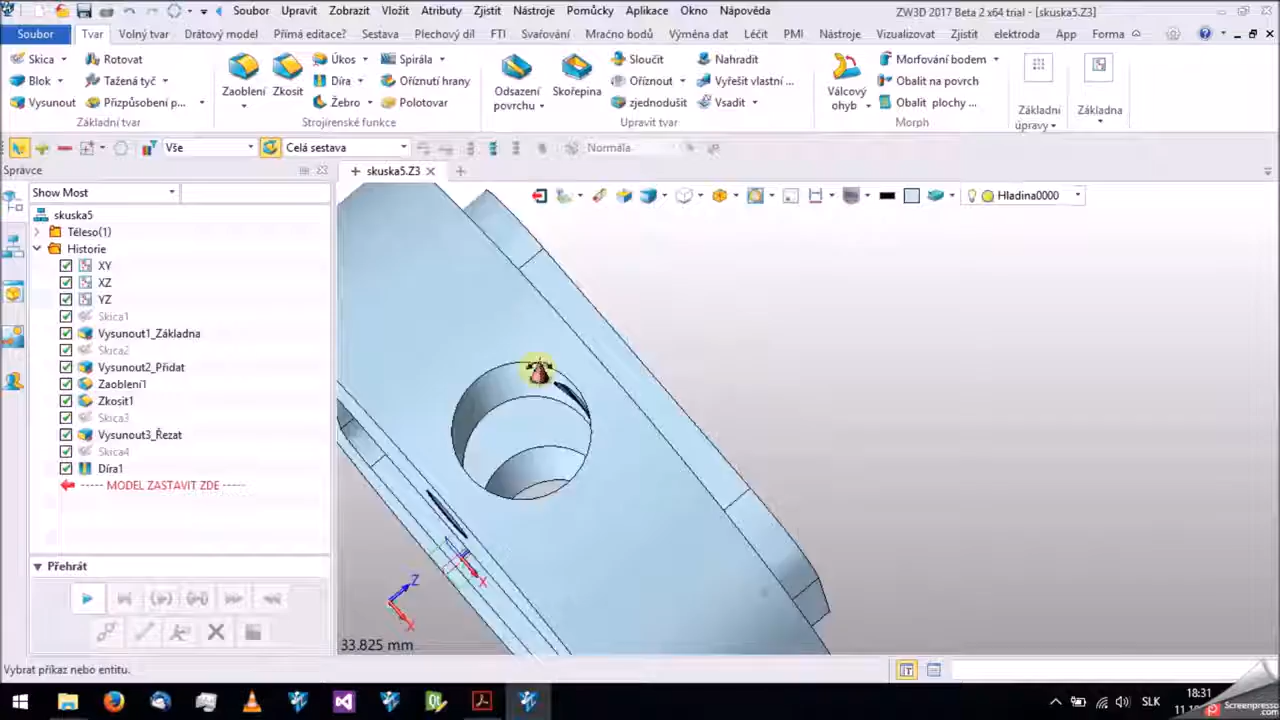 Soubor Upravit Zobrazit Vložit Atributy Zjistit Nástroje Pomůcky Aplikace Okno Nápověda ZW3D 2017 Beta 2 x64 trial - [skuska5.Z3]
Soubor Tvar Volný tvar Drátový model Přímá editace? Sestava Plechový díl FTI Svařování Mračno bodů Výměna dat Léčit PMI Nástroje Vizualizovat Zjistit elektroda App Forma
Skica Rotovat Úkos Spirála Sloučit Nahradit Morfování bodem
Blok Tažená tyč Díra Oříznutí hrany Oříznout Vyřešit vlastní ... Obalit na povrch
Vysunout Přizpůsobení p... Žebro Polotovar zjednodušit Vsadit Obalit plochy ...
Zaoblení Zkosit Odsazení povrchu Skořepina Válcový ohyb Základní úpravy Základna
Základní tvar Strojírenské funkce Upravit tvar Morph
Vše Celá sestava Normála
Správce
skuska5.Z3
Show Most
Hladina0000
skuska5
Těleso(1)
Historie
XY
XZ
YZ
Skica1
Vysunout1_Základna
Skica2
Vysunout2_Přidat
Zaoblení1
Zkosit1
Skica3
Vysunout3_Řezat
Skica4
Díra1
----- MODEL ZASTAVIT ZDE -----
Přehrát
Z
X
X
33.825 mm
Vybrat příkaz nebo entitu.
SLK
18:31
Screenpresso
.com